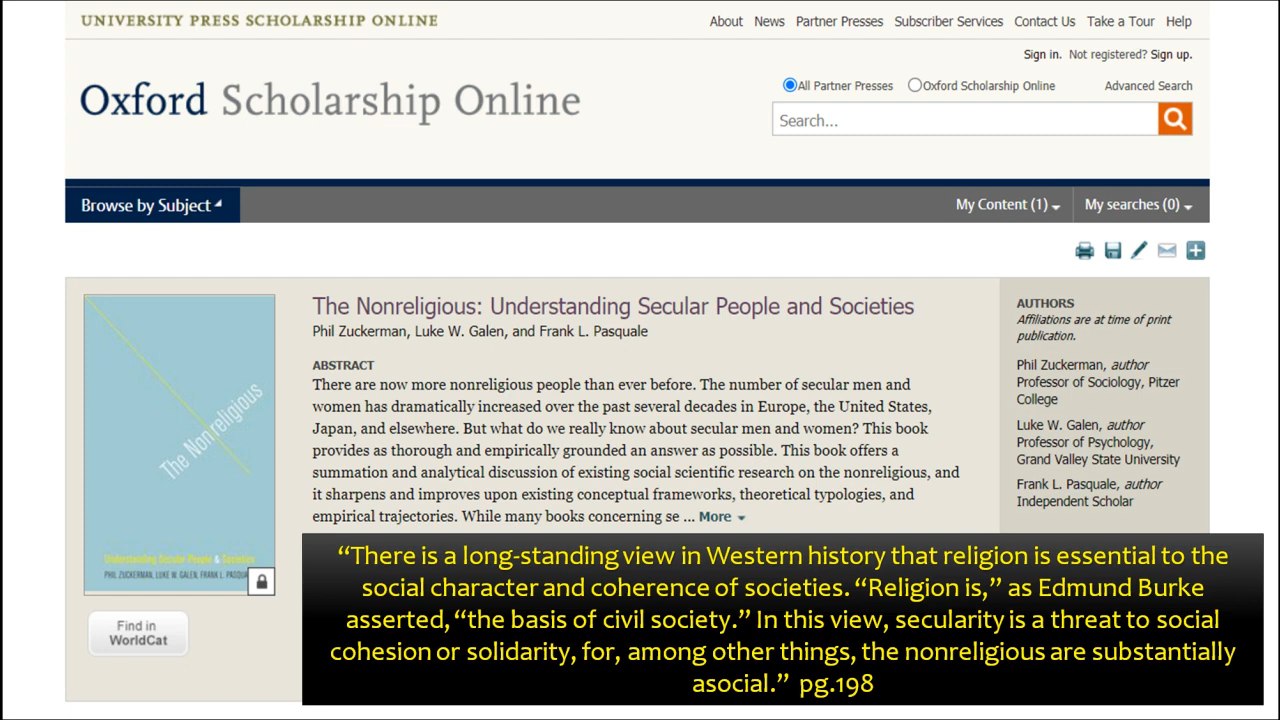 UNIVERSITY PRESS SCHOLARSHIP ONLINE
About News Partner Presses Subscriber Services Contact Us Take a Tour Help
Sign in. Not registered? Sign up.
Oxford Scholarship Online
All Partner Presses Oxford Scholarship Online Advanced Search
Search...
Browse by Subject
My Content (1) My searches (0)
The Nonreligious
Understanding Secular People & Societies
PHIL ZUCKERMAN, LUKE W. GALEN, FRANK L. PASQUA
Find in
WorldCat
The Nonreligious: Understanding Secular People and Societies
Phil Zuckerman, Luke W. Galen, and Frank L. Pasquale
ABSTRACT
There are now more nonreligious people than ever before. The number of secular men and
women has dramatically increased over the past several decades in Europe, the United States,
Japan, and elsewhere. But what do we really know about secular men and women? This book
provides as thorough and empirically grounded an answer as possible. This book offers a
summation and analytical discussion of existing social scientific research on the nonreligious, and
it sharpens and improves upon existing conceptual frameworks, theoretical typologies, and
empirical trajectories. While many books concerning se ... More
AUTHORS
Affiliations are at time of print
publication.
Phil Zuckerman, author
Professor of Sociology, Pitzer
College
Luke W. Galen, author
Professor of Psychology,
Grand Valley State University
Frank L. Pasquale, author
Independent Scholar
“There is a long-standing view in Western history that religion is essential to the
social character and coherence of societies. “Religion is,” as Edmund Burke
asserted, “the basis of civil society.” In this view, secularity is a threat to social
cohesion or solidarity, for, among other things, the nonreligious are substantially
asocial.” pg.198